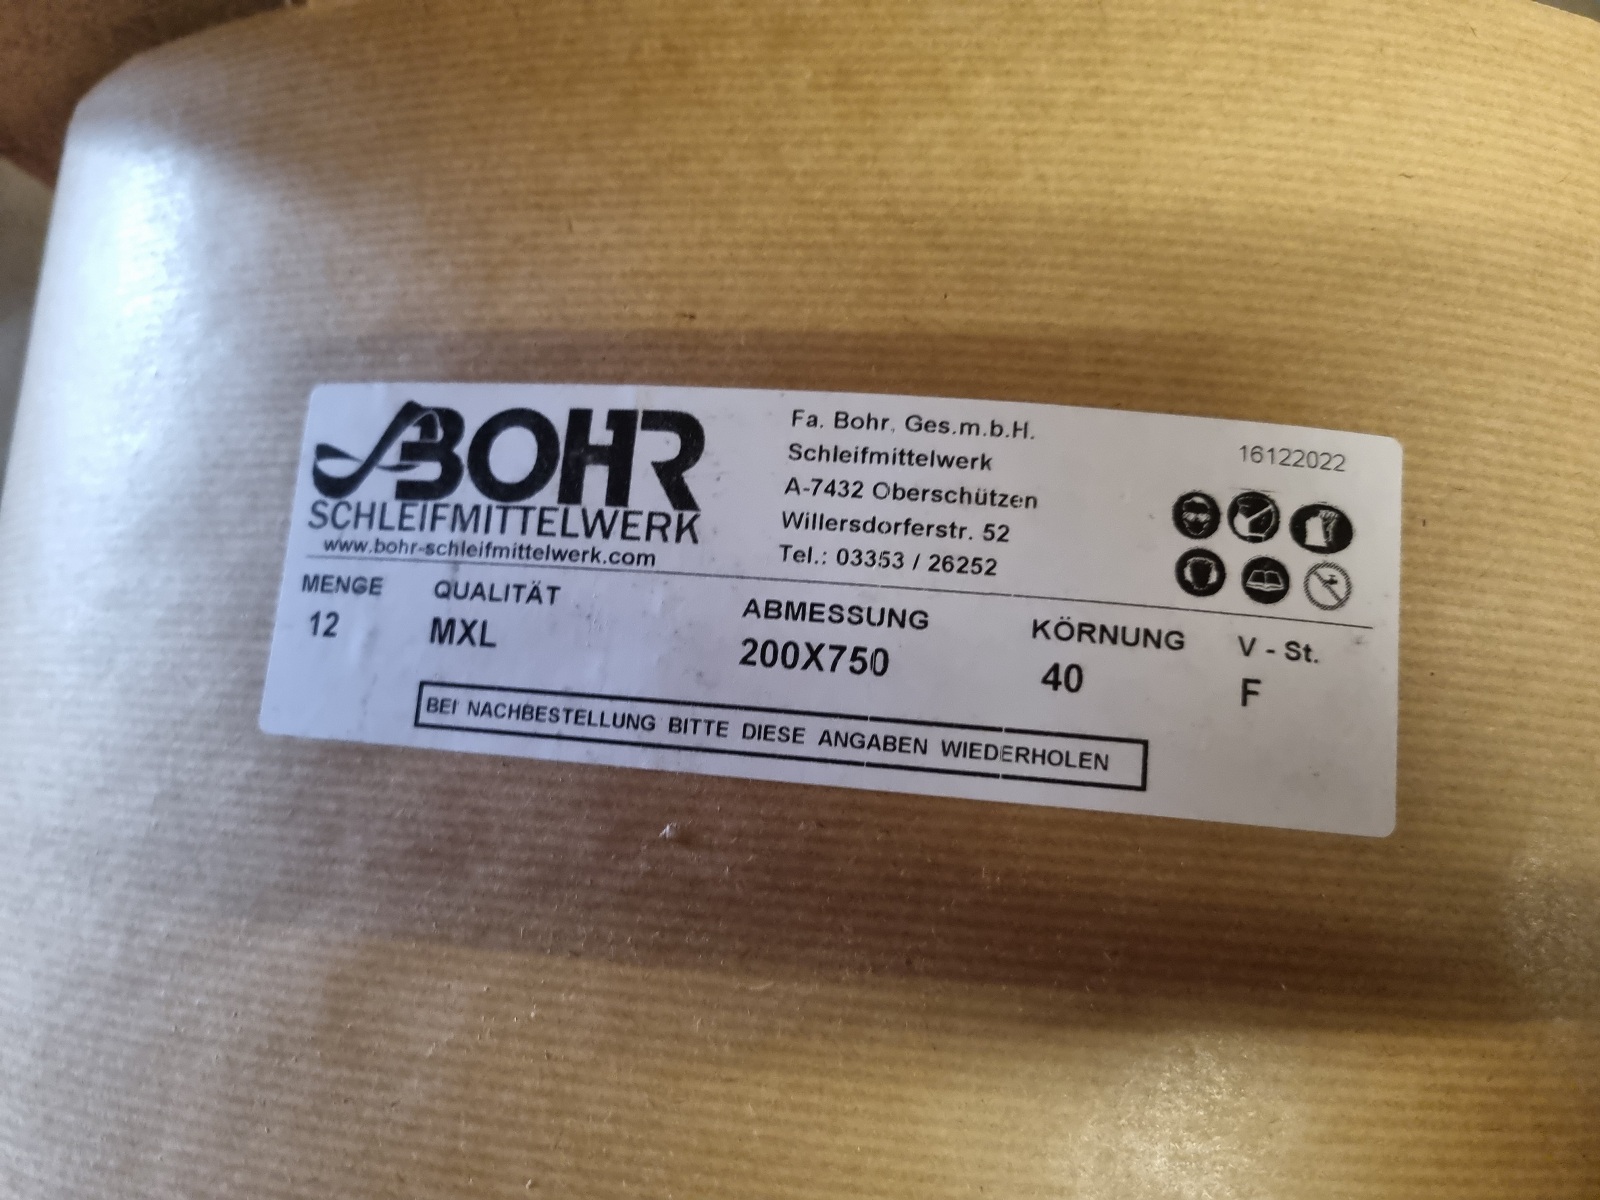 BOHR
SCHLEIFMITTELWERK
www.bohr-schleifmittelwerk.com
Fa. Bohr, Ges.m.b.H.
Schleifmittelwerk
A-7432 Oberschützen
Willersdorferstr. 52
Tel.: 03353 / 26252
16122022
MENGE QUALITÄT ABMESSUNG KÖRNUNG V - St.
12 MXL 200X750 40 F
BEI NACHBESTELLUNG BITTE DIESE ANGABEN WIEDERHOLEN